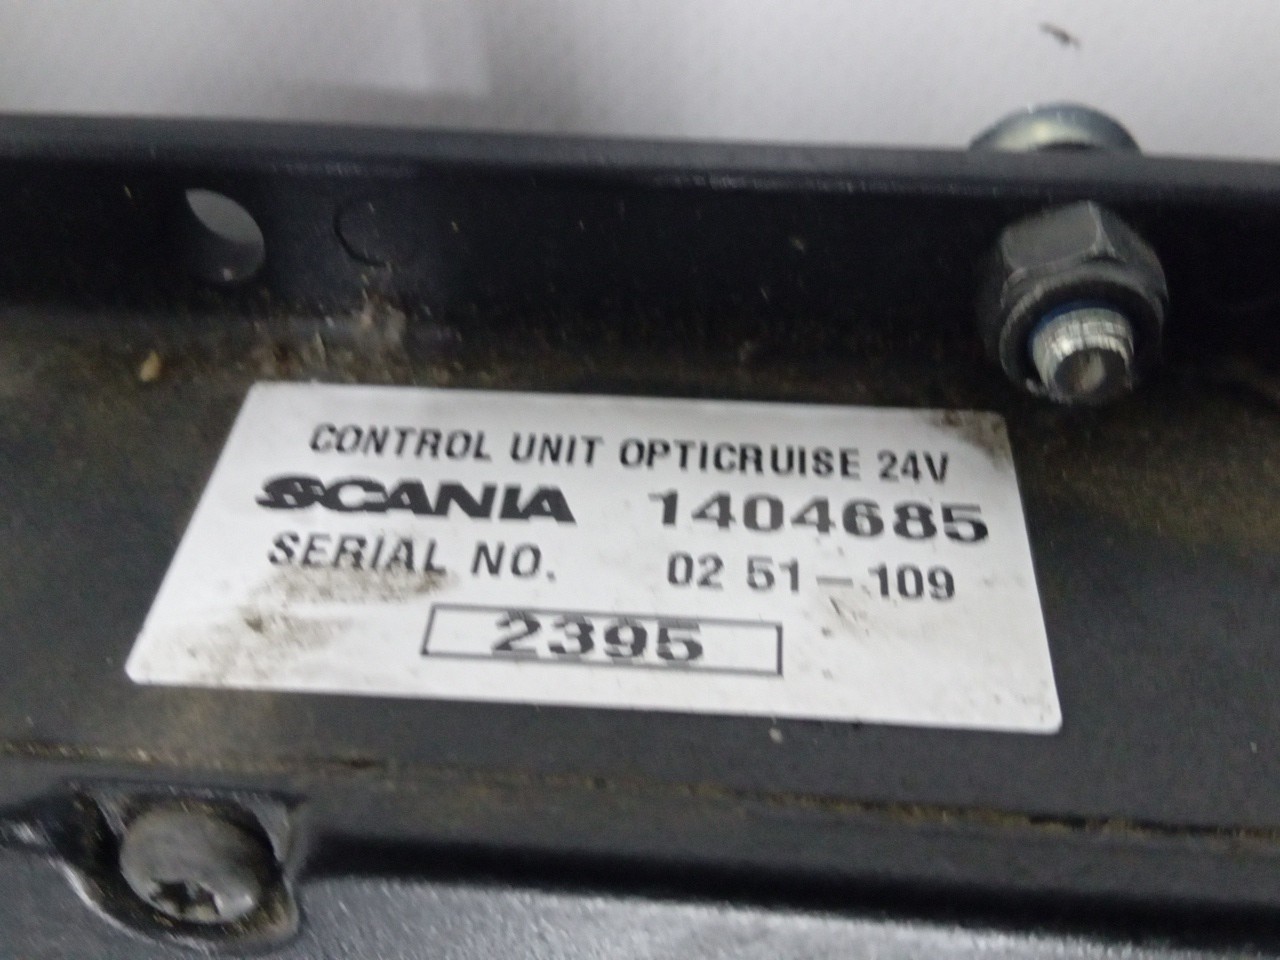 CONTROL UNIT OPTICRUISE 24V
SCANIA 1404685
SERIAL NO. 02 51-109
2395